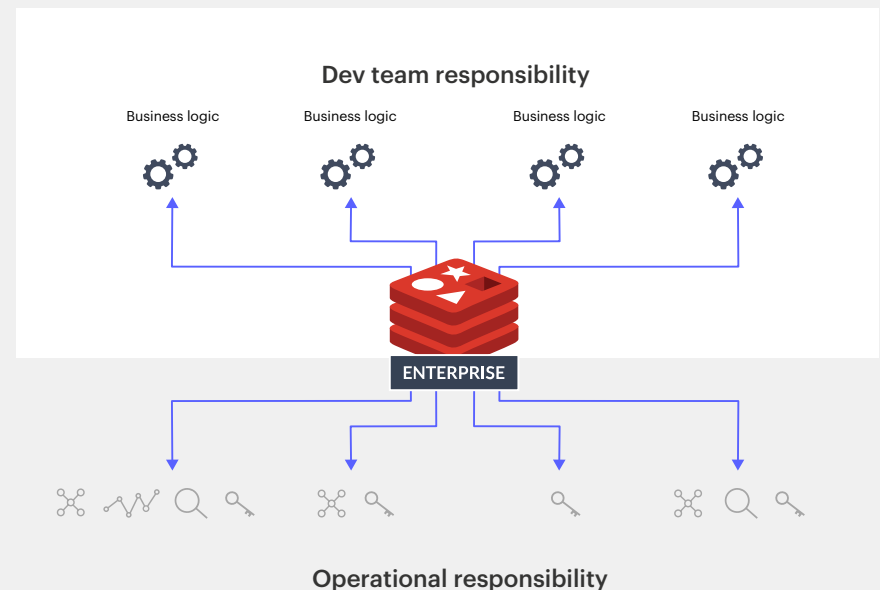 Dev team responsibility
Business logic
Business logic
Business logic
Business logic
ENTERPRISE
Operational responsibility